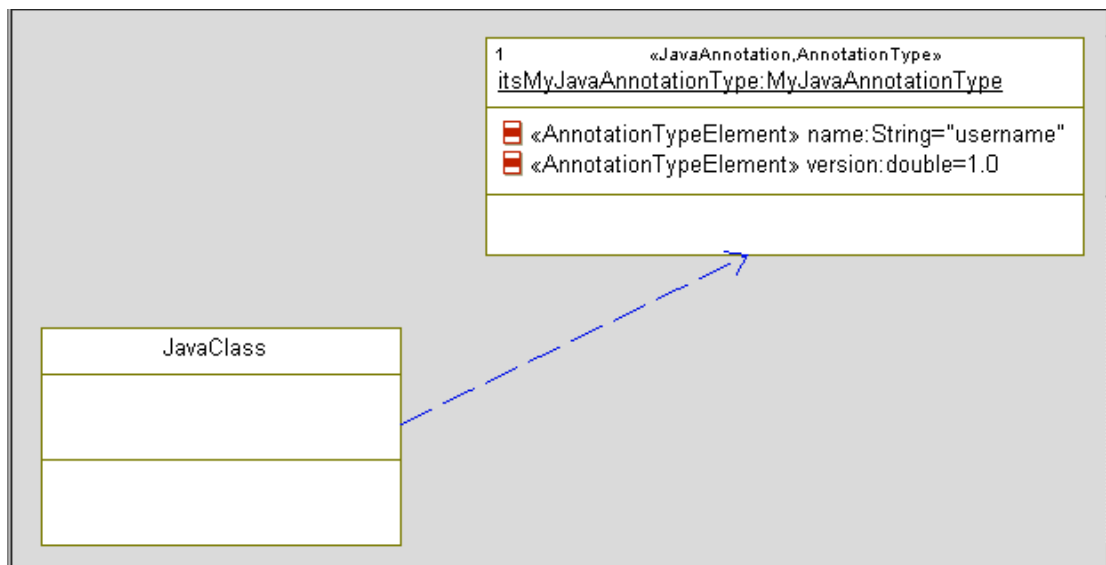 1 «JavaAnnotation,AnnotationType»
itsMyJavaAnnotationType:MyJavaAnnotationType
«AnnotationTypeElement» name:String="username"
«AnnotationTypeElement» version:double=1.0
JavaClass